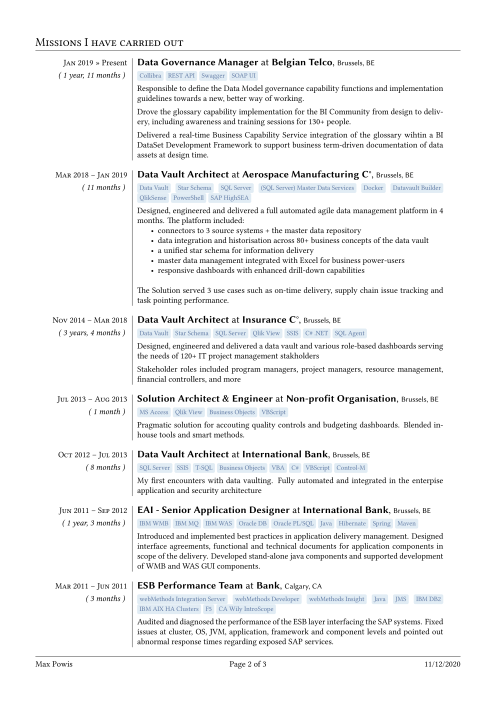 Missions I have carried out
Jan 2019 » Present
( 1 year, 11 months )
Data Governance Manager at Belgian Telco, Brussels, BE
Collibra REST API Swagger SOAP UI
Responsible to define the Data Model governance capability functions and implementation
guidelines towards a new, better way of working.
Drove the glossary capability implementation for the BI Community from design to deliv-
ery, including awareness and training sessions for 130+ people.
Delivered a real-time Business Capability Service integration of the glossary wihtin a BI
DataSet Development Framework to support business term-driven documentation of data
assets at design time.
Mar 2018 – Jan 2019
( 11 months )
Data Vault Architect at Aerospace Manufacturing C°, Brussels, BE
Data Vault Star Schema SQL Server (SQL Server) Master Data Services Docker Datavault Builder
QlikSense PowerShell SAP HighSEA
Designed, engineered and delivered a full automated agile data management platform in 4
months. The platform included:
• connectors to 3 source systems + the master data repository
• data integration and historisation across 80+ business concepts of the data vault
• a unified star schema for information delivery
• master data management integrated with Excel for business power-users
• responsive dashboards with enhanced drill-down capabilities
The Solution served 3 use cases such as on-time delivery, supply chain issue tracking and
task pointing performance.
Nov 2014 – Mar 2018
( 3 years, 4 months )
Data Vault Architect at Insurance C°, Brussels, BE
Data Vault Star Schema SQL Server Qlik View SSIS C# .NET SQL Agent
Designed, engineered and delivered a data vault and various role-based dashboards serving
the needs of 120+ IT project management stakholders
Stakeholder roles included program managers, resource managers, project management,
financial controllers, and more
Jul 2013 – Aug 2013
( 1 month )
Solution Architect & Engineer at Non-profit Organisation, Brussels, BE
MS Access Qlik View Business Objects VBScript
Pragmatic solution for accouting quality controls and budgeting dashboards. Blended in-
house tools and smart methods.
Oct 2012 – Jul 2013
( 8 months )
Data Vault Architect at International Bank, Brussels, BE
SQL Server SSIS T-SQL Business Objects VBA C# VBScript Control-M
My first encounters with data vaulting. Fully automated and integrated in the enterpise
application and security architecture
Jun 2011 – Sep 2012
( 1 year, 3 months )
EAI - Senior Application Designer at International Bank, Brussels, BE
IBM WMB IBM MQ IBM WAS Oracle DB Oracle PL/SQL Java Hibernate Spring Maven
Introduced and implemented best practices in application delivery management. Designed
interface agreements, functional and technical documents for application components in
scope of the delivery. Developed stand-alone java components and supported development
of WMB and WAS GUI components.
Mar 2011 – Jun 2011
( 3 months )
ESB Performance Team at Bank, Calgary, CA
webMethods Integration Server webMethods Developer webMethods Insight Java JMS IBM DB2
IBM AIX HA Clusters F5 CA Wily IntroScope
Audited and diagnosed the performance of the ESB layer interfacing the SAP systems. Fixed
issues at cluster, OS, JVM, application, framework and component levels and pointed out
abnormal response times regarding exposed SAP services.
Max Powis
Page 2 of 3
11/12/2020